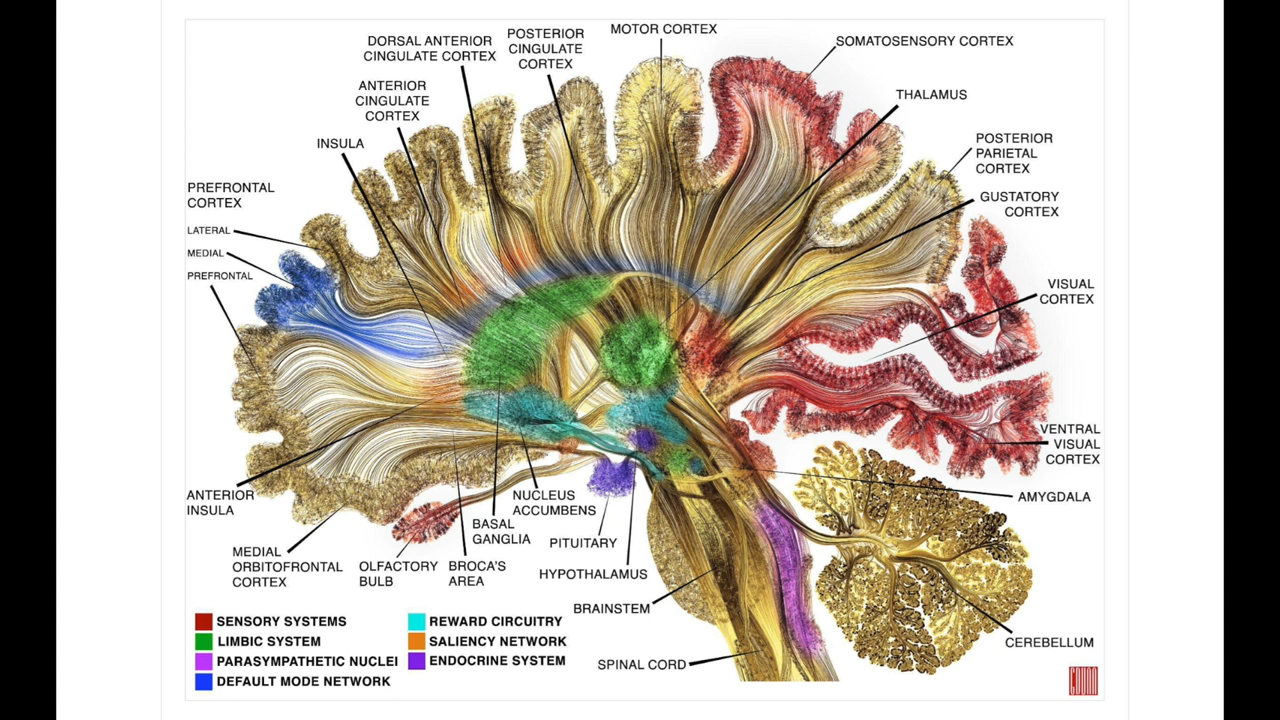 MOTOR CORTEX
POSTERIOR
CINGULATE
CORTEX
DORSAL ANTERIOR
CINGULATE CORTEX
SOMATOSENSORY CORTEX
ANTERIOR
CINGULATE
CORTEX
THALAMUS
INSULA
POSTERIOR
PARIETAL
CORTEX
PREFRONTAL
CORTEX
GUSTATORY
CORTEX
LATERAL
MEDIAL
PREFRONTAL
VISUAL
CORTEX
VENTRAL
VISUAL
CORTEX
ANTERIOR
INSULA
NUCLEUS
ACCUMBENS
AMYGDALA
BASAL
GANGLIA
PITUITARY
MEDIAL
ORBITOFRONTAL
CORTEX
OLFACTORY
BULB
BROCA'S
AREA
HYPOTHALAMUS
BRAINSTEM
CEREBELLUM
SPINAL CORD
SENSORY SYSTEMS
LIMBIC SYSTEM
PARASYMPATHETIC NUCLEI
DEFAULT MODE NETWORK
REWARD CIRCUITRY
SALIENCY NETWORK
ENDOCRINE SYSTEM